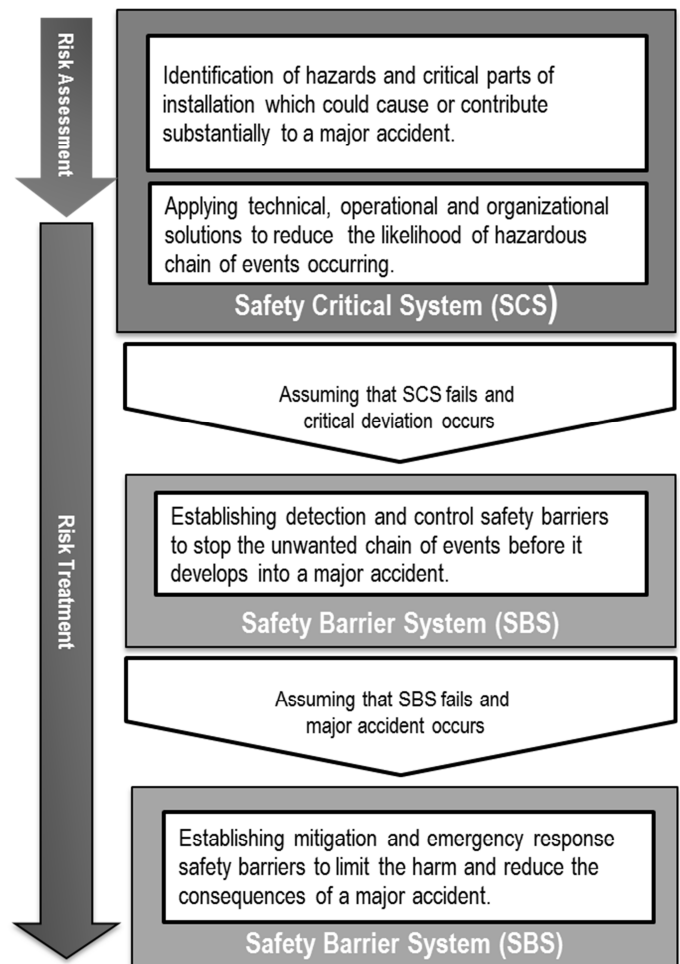 Risk Assessment
Identification of hazards and critical parts of
installation which could cause or contribute
substantially to a major accident.
Applying technical, operational and organizational
solutions to reduce the likelihood of hazardous
chain of events occurring.
Safety Critical System (SCS)
Assuming that SCS fails and
critical deviation occurs
Risk Treatment
Establishing detection and control safety barriers
to stop the unwanted chain of events before it
develops into a major accident.
Safety Barrier System (SBS)
Assuming that SBS fails and
major accident occurs
Establishing mitigation and emergency response
safety barriers to limit the harm and reduce the
consequences of a major accident.
Safety Barrier System (SBS)